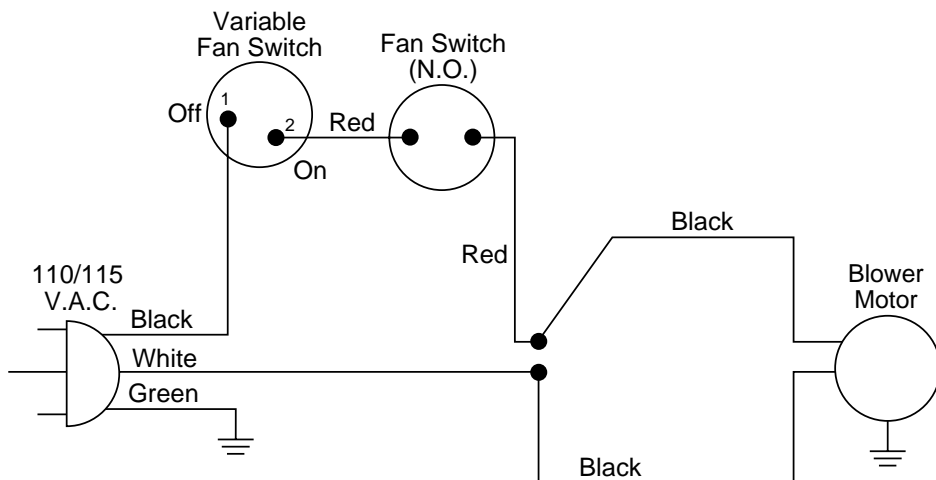 Variable
Fan Switch
Fan Switch
(N.O.)
Off
1
2
On
Red
Red
Black
110/115
V.A.C.
Blower
Motor
Black
White
Green
Black